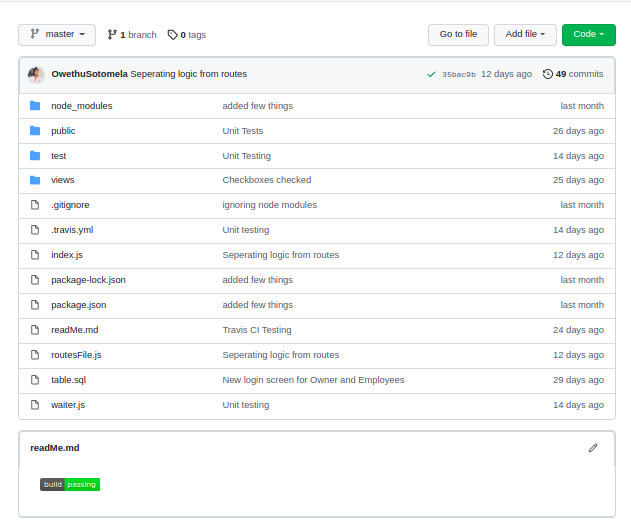 master 1 branch 0 tags Go to file Add file Code
OwethuSotomela Seperating logic from routes 35bac9b 12 days ago 49 commits
node_modules added few things last month
public Unit Tests 26 days ago
test Unit Testing 14 days ago
views Checkboxes checked 25 days ago
.gitignore ignoring node modules last month
.travis.yml Unit testing 14 days ago
index.js Seperating logic from routes 12 days ago
package-lock.json added few things last month
package.json added few things last month
readMe.md Travis CI Testing 24 days ago
routesFile.js Seperating logic from routes 12 days ago
table.sql New login screen for Owner and Employees 29 days ago
waiter.js Unit testing 14 days ago
readMe.md
build passing